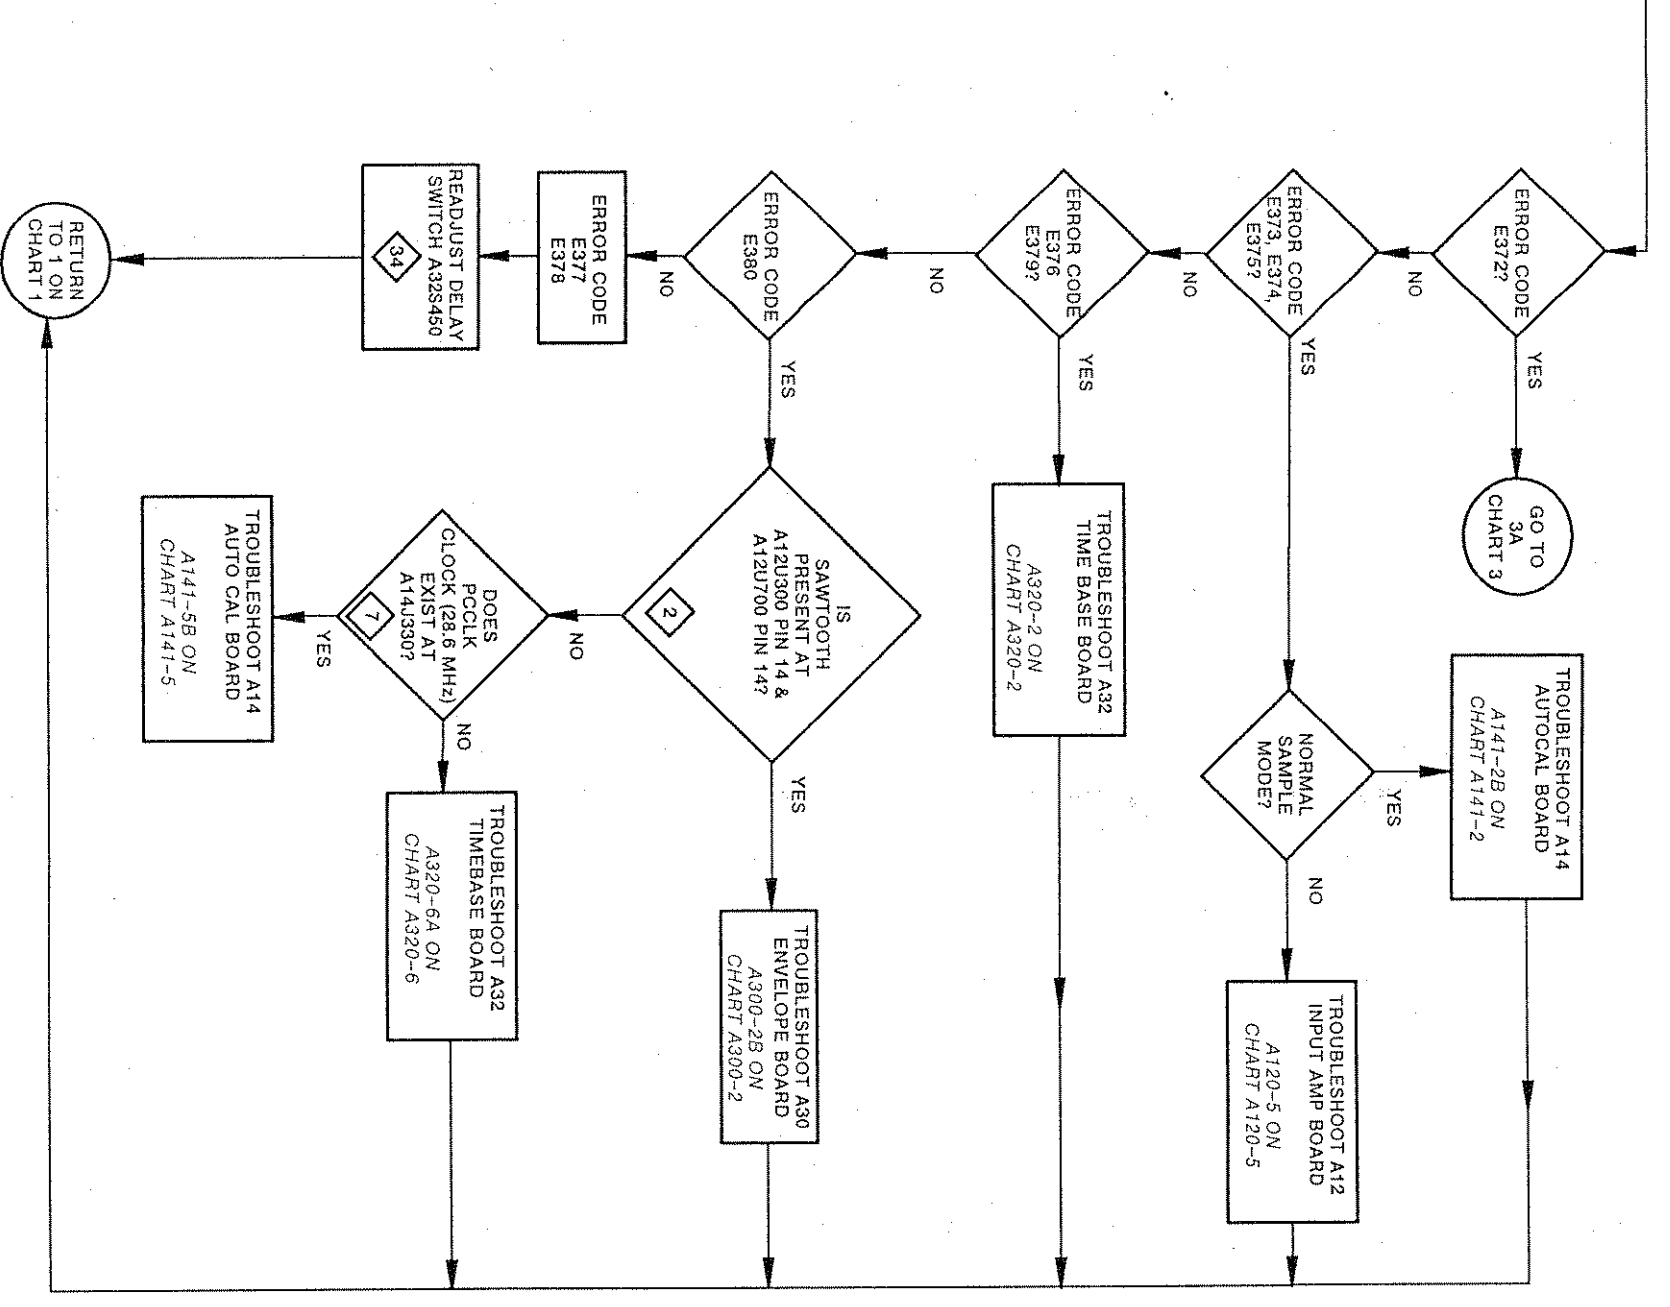 ERROR CODE
E372?
YES
GO TO
3A
CHART 3
NO
ERROR CODE
E373, E374,
E375?
YES
NORMAL
SAMPLE
MODE?
YES
TROUBLESHOOT A14
AUTOCAL BOARD
A141-2B ON
CHART A141-2
NO
TROUBLESHOOT A12
INPUT AMP BOARD
A120-5 ON
CHART A120-5
NO
ERROR CODE
E376
E379?
YES
TROUBLESHOOT A32
TIME BASE BOARD
A320-2 ON
CHART A320-2
NO
ERROR CODE
E380
YES
IS
SAWTOOTH
PRESENT AT
A12U300 PIN 14 &
A12U700 PIN 14?
2
YES
TROUBLESHOOT A30
ENVELOPE BOARD
A300-2B ON
CHART A300-2
NO
DOES
PCCLK
CLOCK (28.6 MHz)
EXIST AT
A14J330?
7
NO
TROUBLESHOOT A32
TIMEBASE BOARD
A320-6A ON
CHART A320-6
YES
TROUBLESHOOT A14
AUTO CAL BOARD
A141-5B ON
CHART A141-5
NO
ERROR CODE
E377
E378
READJUST DELAY
SWITCH A32S450
34
RETURN
TO 1 ON
CHART 1